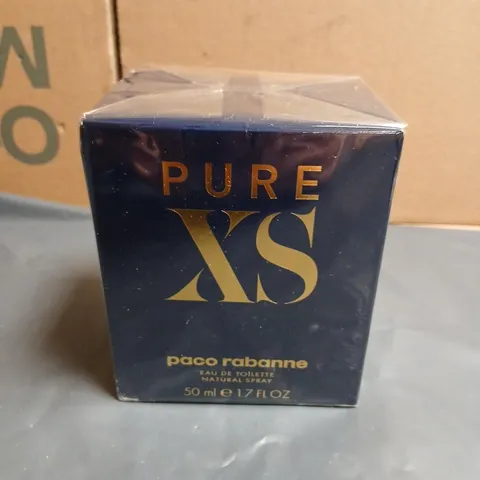 PURE
XS
paco rabanne
EAU DE TOILETTE
NATURAL SPRAY
50 ml e 1.7 FL OZ